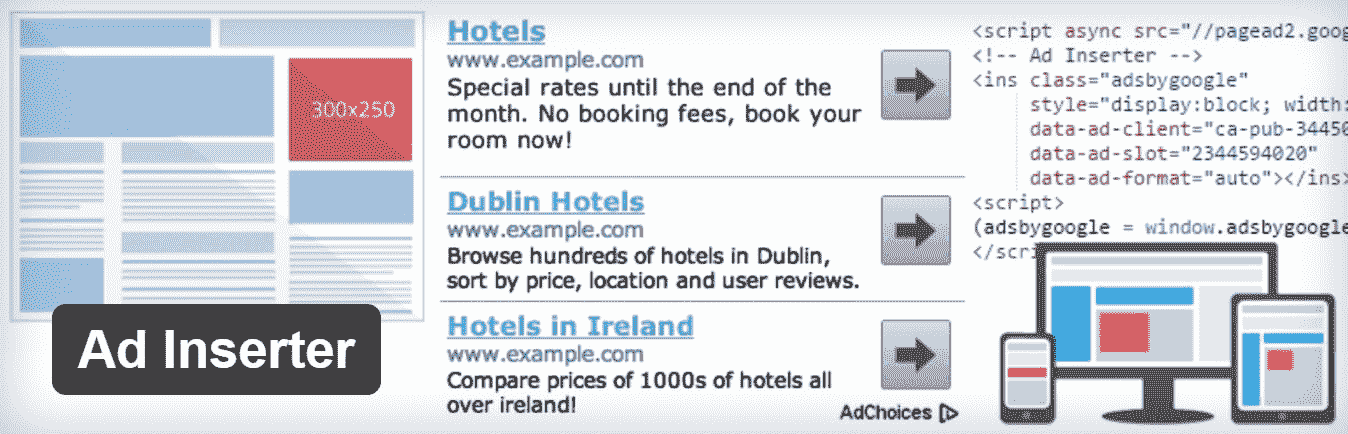 300x250
Ad Inserter
Hotels
www.example.com
Special rates until the end of the
month. No booking fees, book your
room now!
Dublin Hotels
www.example.com
Browse hundreds of hotels in Dublin,
sort by price, location and user reviews.
Hotels in Ireland
www.example.com
Compare prices of 1000s of hotels all
over ireland!
AdChoices
<script async src="//pagead2.goog
<!-- Ad Inserter -->
<ins class="adsbygoogle"
style="display:block; width:
data-ad-client="ca-pub-34450
data-ad-slot="2344594020"
data-ad-format="auto"></ins>
<script>
(adsbygoogle = window.adsbygoogle
</scri